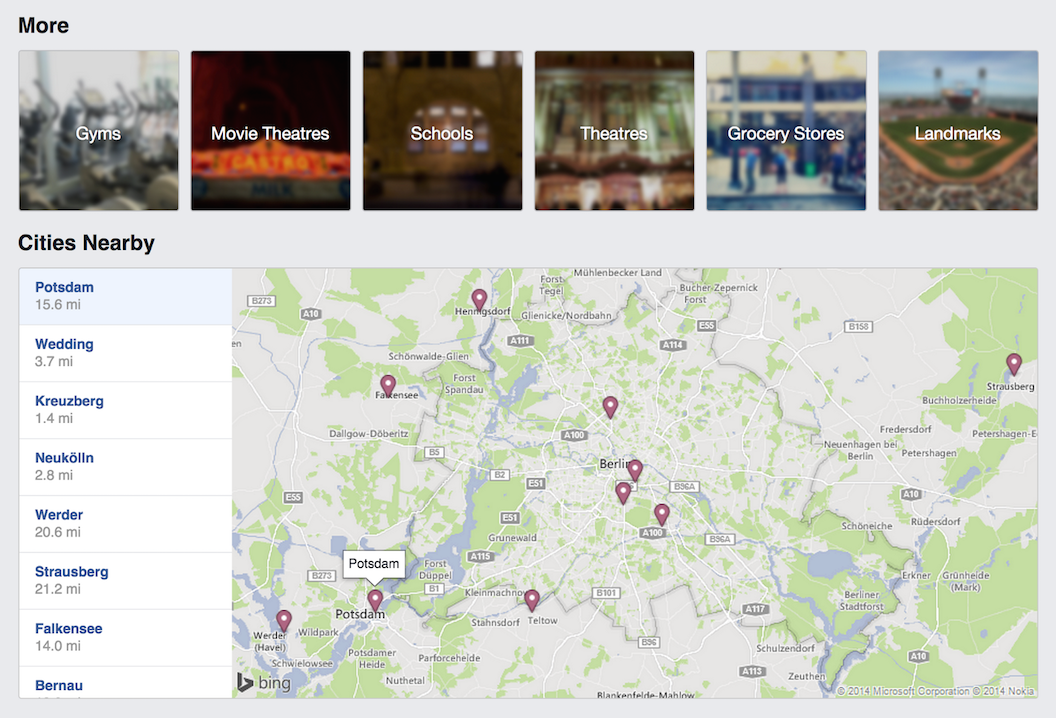 More
Gyms
Movie Theatres
Schools
Theatres
Grocery Stores
Landmarks
CASTRO
MILK
Cities Nearby
Potsdam
15.6 mi
Wedding
3.7 mi
Kreuzberg
1.4 mi
Neukölln
2.8 mi
Werder
20.6 mi
Strausberg
21.2 mi
Falkensee
14.0 mi
Bernau
Mühlenbecker Land
Forst
Tegel
Bucher-Zepernick
Forst
B273
A10
Hennigsdorf
Glienicke/Nordbahn
E55
B158
en
A111
A114
Schönwalde-Glien
Strausberg
Forst
Spandau
Falkensee
Buchholzerheide
Dallgow-Döberitz
A100
Fredersdorf
Petershagen-E
Neuenhagen bei
Berlin
Petershagen
B5
Berlin
B2
E51
B96A
E55
A10
E51
A100
Schöneiche
Rüdersdorf
Grunewald
B96A
A115
Potsdam
Forst
Düppel
B273
B1
Kleinmachnow
B101
Erkner
Grünheide
(Mark)
Berliner
Stadtforst
Potsdam
A117
Stahnsdorf
Teltow
Werder
(Havel)
Wildpark
B96
Schulzendorf
Potsdamer
Heide
Parforceheide
A10
Schwielowsee
A113
Nuthetal
Zeuthen
bing
Blankenfelde-Mahlow
© 2014 Microsoft Corporation © 2014 Nokia